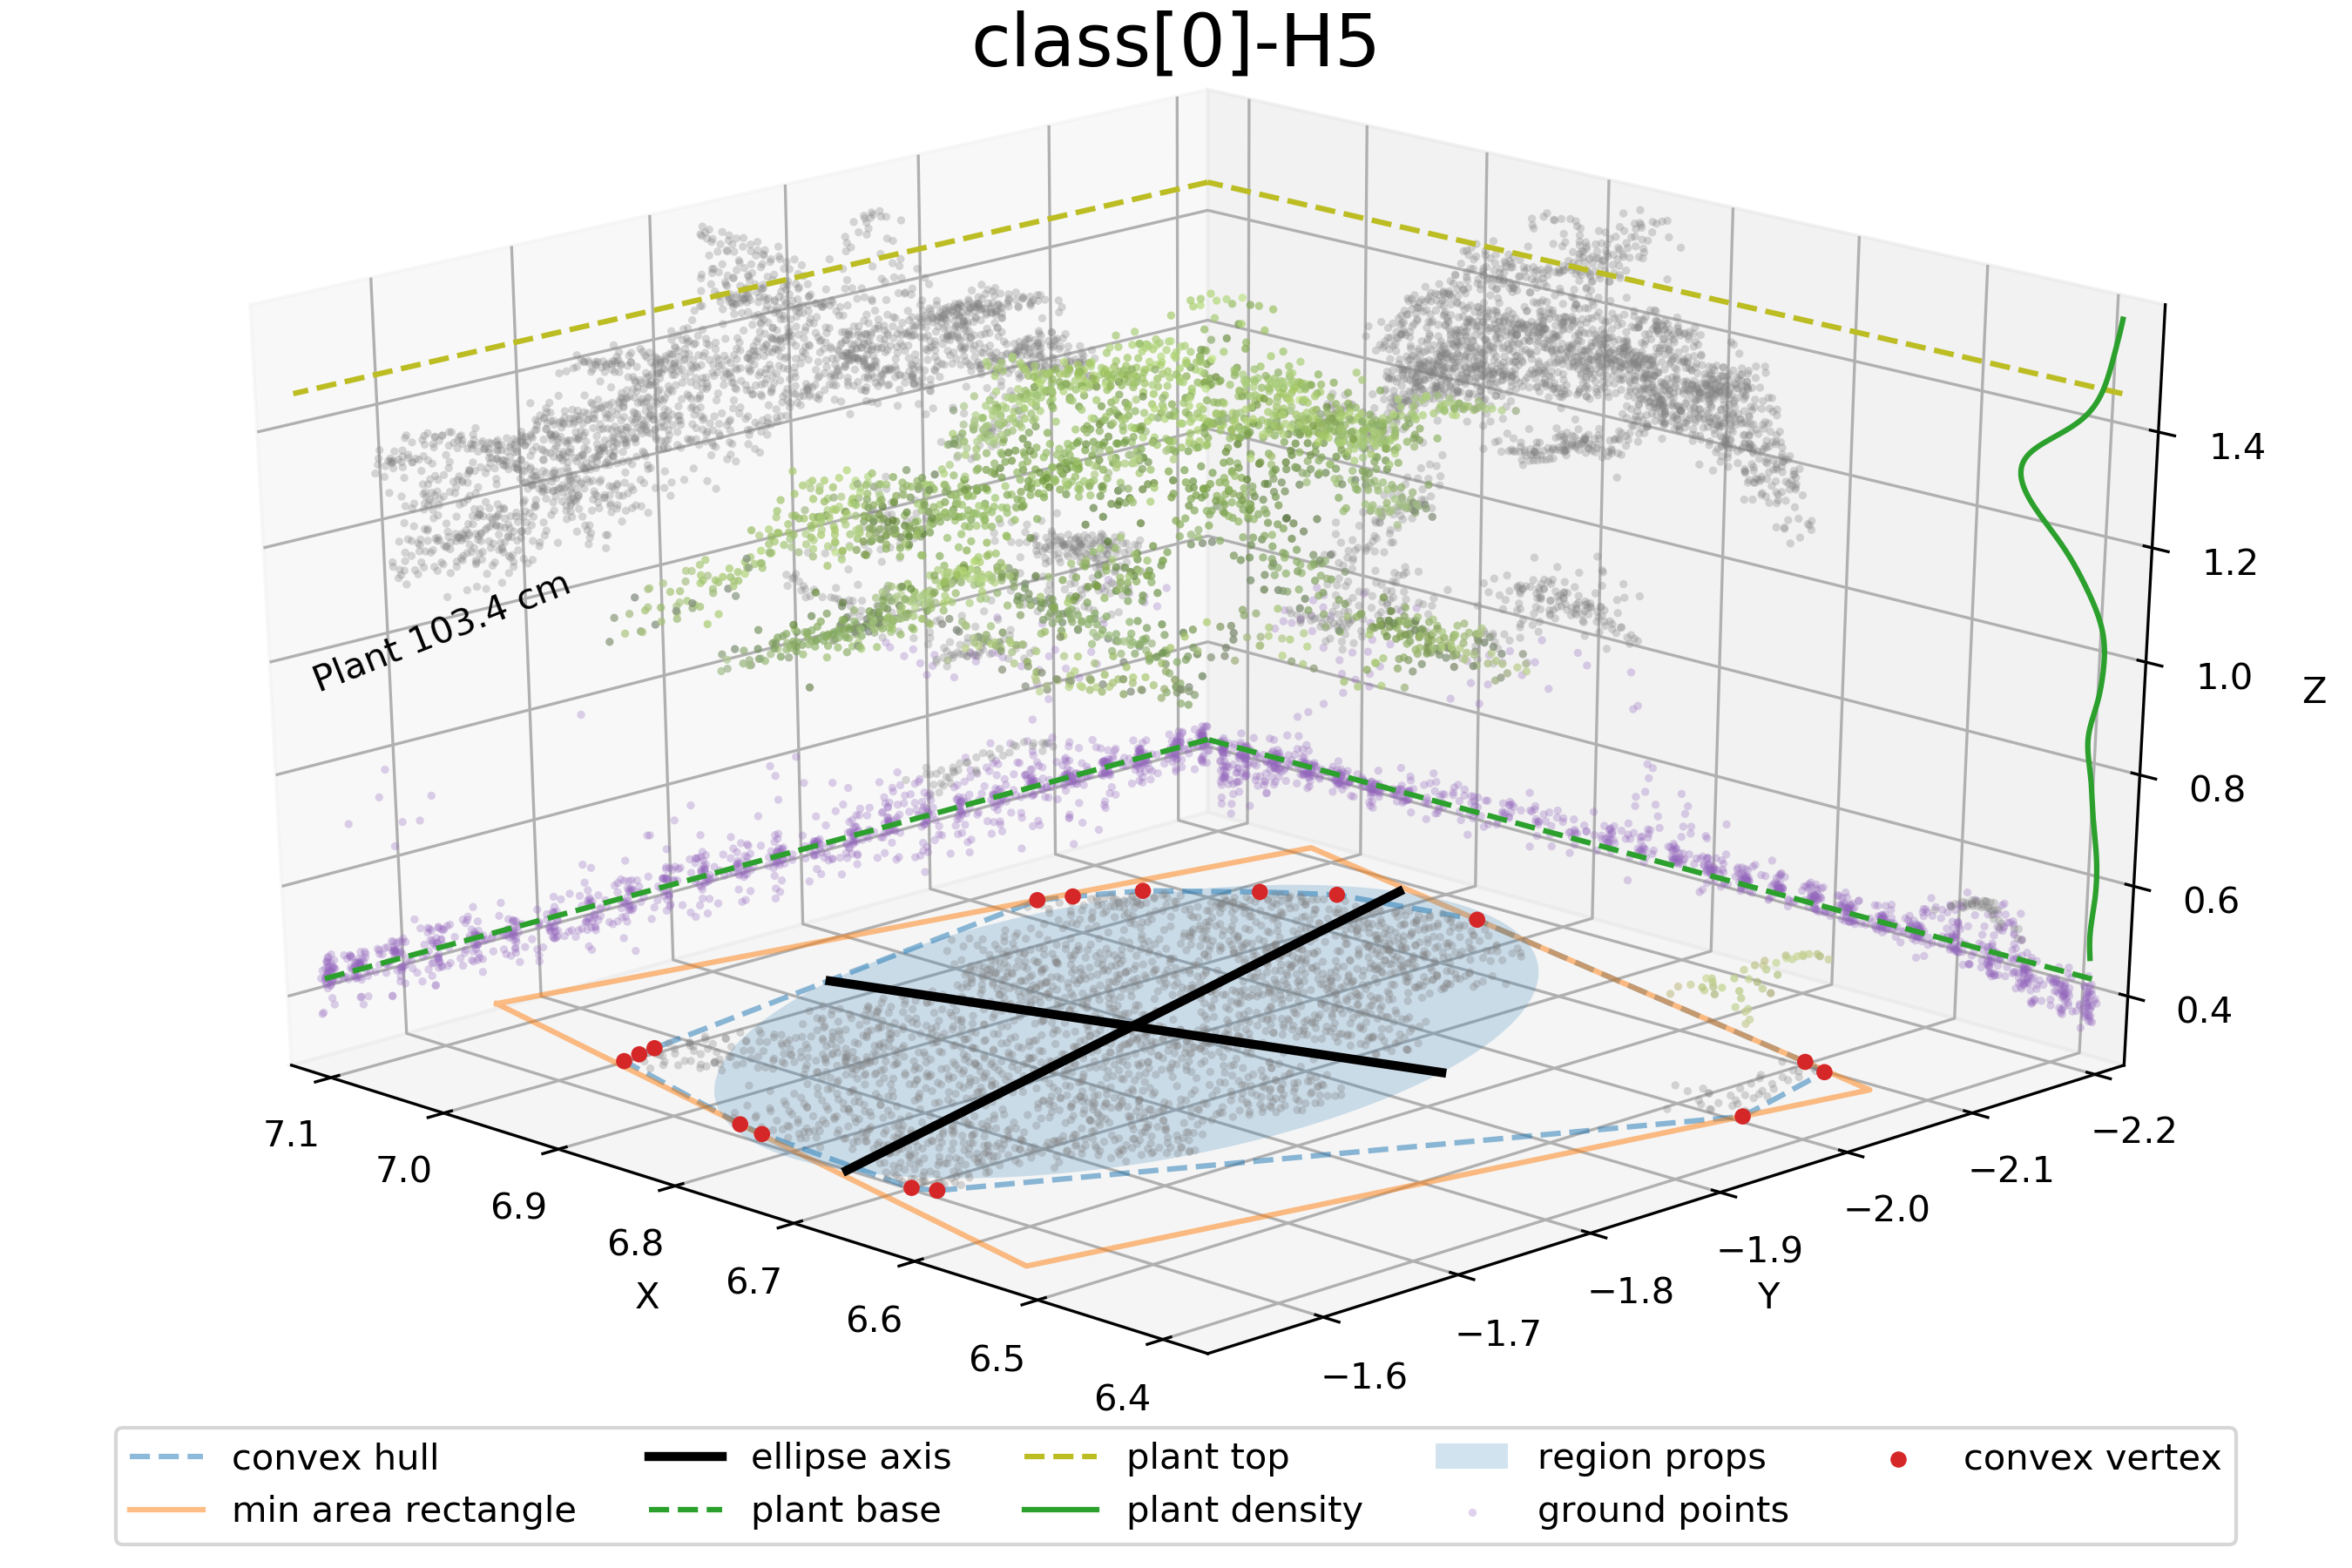 class[0]-H5
Plant 103.4 cm
1.4
1.2
1.0
0.8
0.6
0.4
Z
7.1
7.0
6.9
6.8
6.7
6.6
6.5
6.4
X
−2.2
−2.1
−2.0
−1.9
−1.8
−1.7
−1.6
Y
convex hull
min area rectangle
ellipse axis
plant base
plant top
plant density
region props
ground points
convex vertex